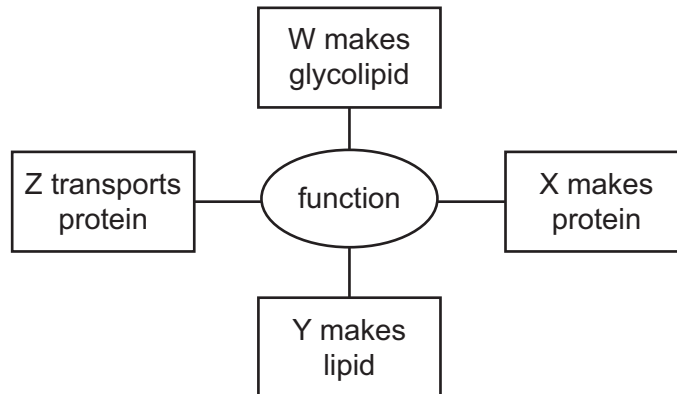 W makes
glycolipid
Z transports
protein
function
X makes
protein
Y makes
lipid